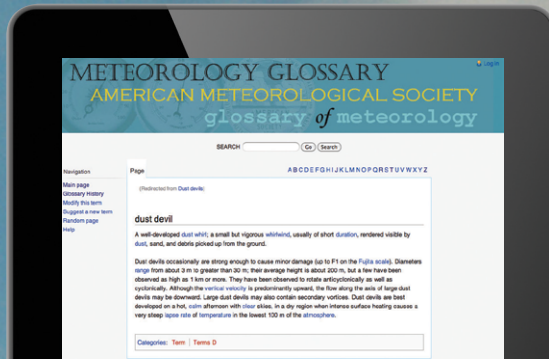 METEOROLOGY GLOSSARY
Log in
AMERICAN METEOROLOGICAL SOCIETY
glossary of meteorology
SEARCH Go Search
Navigation
Main page
Glossary History
Modify this term
Suggest a new term
Random page
Help
Page
A B C D E F G H I J K L M N O P Q R S T U V W X Y Z
(Redirected from Dust devils)
dust devil
A well-developed dust whirl; a small but vigorous whirlwind, usually of short duration, rendered visible by
dust, sand, and debris picked up from the ground.
Dust devils occasionally are strong enough to cause minor damage (up to F1 on the Fujita scale). Diameters
range from about 3 m to greater than 30 m; their average height is about 200 m, but a few have been
observed as high as 1 km or more. They have been observed to rotate anticyclonically as well as
cyclonically. Although the vertical velocity is predominantly upward, the flow along the axis of large dust
devils may be downward. Large dust devils may also contain secondary vortices. Dust devils are best
developed on a hot, calm afternoon with clear skies, in a dry region when intense surface heating causes a
very steep lapse rate of temperature in the lowest 100 m of the atmosphere.
Categories: Term | Terms D